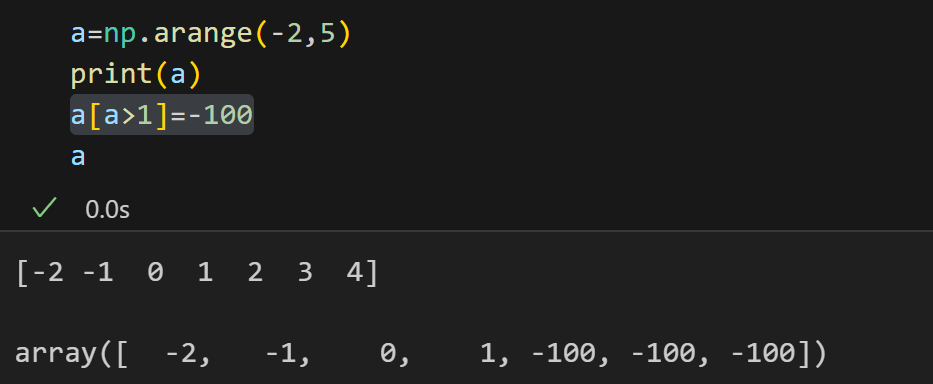 a=np.arange(-2,5)
print(a)
a[a>1]=-100
a
0.0s
[-2 -1  0  1  2  3  4]
array([  -2,   -1,    0,    1, -100, -100, -100])